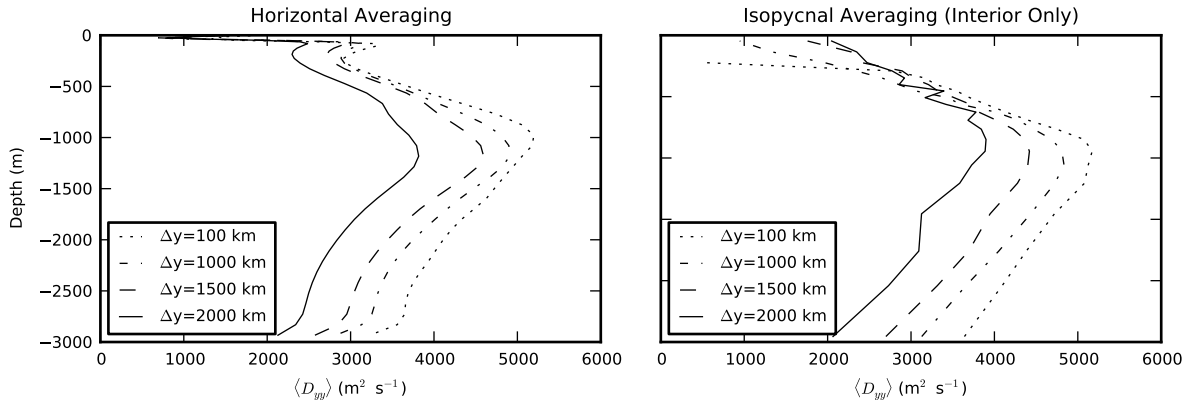 Horizontal Averaging
Isopycnal Averaging (Interior Only)
Depth (m)
0
−500
−1000
−1500
−2000
−2500
−3000
Δy=100 km
Δy=1000 km
Δy=1500 km
Δy=2000 km
0 1000 2000 3000 4000 5000 6000
⟨D_yy⟩ (m² s⁻¹)
Δy=100 km
Δy=1000 km
Δy=1500 km
Δy=2000 km
0 1000 2000 3000 4000 5000 6000
⟨D_yy⟩ (m² s⁻¹)